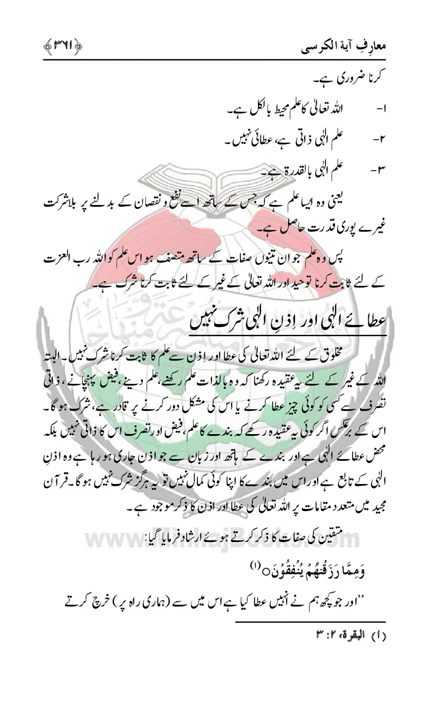 معارفِ آیۃ الکرسی ﴿۳۶۱﴾
کرنا ضروری ہے۔
۱- اللہ تعالیٰ کا علم محیط بالکل ہے۔
۲- علم الٰہی ذاتی ہے، عطائی نہیں۔
۳- علم الٰہی بالقدرۃ ہے۔
یعنی وہ ایسا علم ہے کہ جس کے ساتھ اسے نفع و نقصان کے بدلنے پر بلاشرکت
غیرے پوری قدرت حاصل ہے۔
پس وہ علم جو ان تینوں صفات کے ساتھ متصف ہو اس علم کو اللہ رب العزت
کے لئے ثابت کرنا توحید اور اللہ تعالیٰ کے غیر کے لئے ثابت کرنا شرک ہے۔
عطائے الٰہی اور اِذنِ الٰہی شرک نہیں
مخلوق کے لئے اللہ تعالیٰ کی عطا اور اِذن سے علم کا ثابت کرنا شرک نہیں۔ البتہ
اللہ کے غیر کے لئے یہ عقیدہ رکھنا کہ وہ بالذات علم رکھنے، علم دینے، فیض پہنچانے، ذاتی
تصرف سے کسی کو کوئی چیز عطا کرنے یا اس کی مشکل دور کرنے پر قادر ہے، شرک ہو گا۔
اس کے برعکس اگر کوئی یہ عقیدہ رکھے کہ بندے کا علم، فیض اور تصرف اس کا ذاتی نہیں بلکہ
محض عطائے الٰہی ہے اور بندے کے ہاتھ اور زبان سے جو اذن جاری ہو رہا ہے وہ اذنِ
الٰہی کے تابع ہے اور اس میں بندے کا اپنا کوئی کمال نہیں تو یہ ہرگز شرک نہیں ہو گا۔ قرآن
مجید میں متعدد مقامات پر اللہ تعالیٰ کی عطا اور اذن کا ذکر موجود ہے۔
www.MinhajBooks.com
متقین کی صفات کا ذکر کرتے ہوئے ارشاد فرمایا گیا:
وَمِمَّا رَزَقْنٰهُمْ يُنْفِقُوْنَ○(۱)
’’اور جو کچھ ہم نے انہیں عطا کیا ہے اس میں سے (ہماری راہ پر) خرچ کرتے
(۱) البقرۃ، ۲: ۳